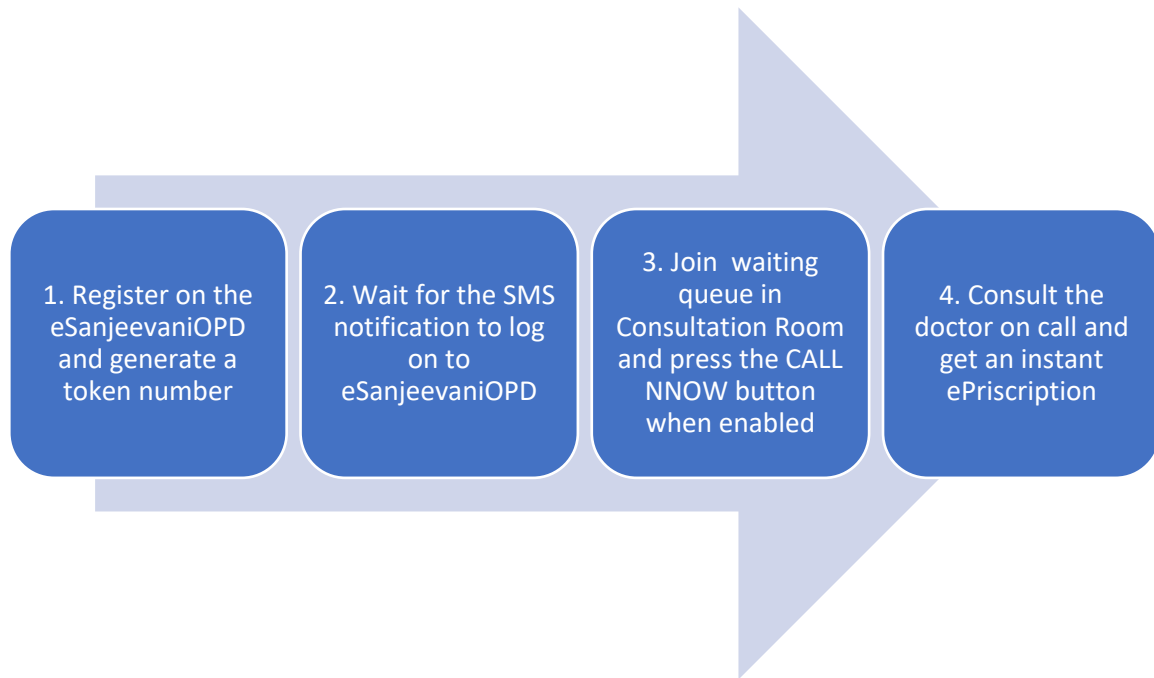 1. Register on the
eSanjeevaniOPD
and generate a
token number
2. Wait for the SMS
notification to log
on to
eSanjeevaniOPD
3. Join  waiting
queue in
Consultation Room
and press the CALL
NNOW button
when enabled
4. Consult the
doctor on call and
get an instant
ePriscription